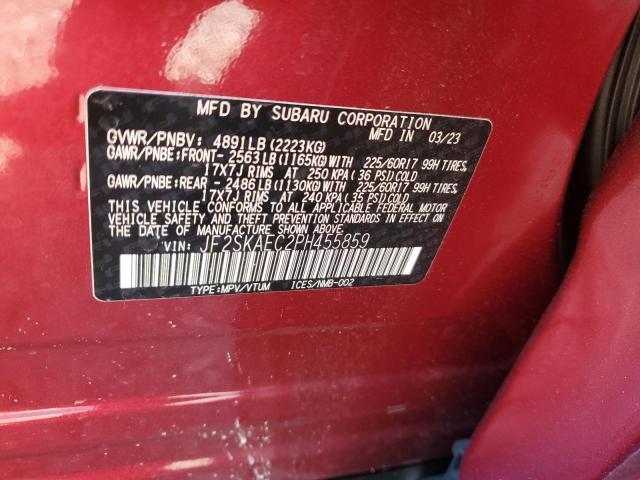 MFD BY SUBARU CORPORATION
MFD IN 03/23
GVWR/PNBV: 4891LB(2223KG)
GAWR/PNBE:FRONT- 2563LB(1165KG)WITH 225/60R17 99H TIRES,
17X7J RIMS AT 250 KPA(36 PSI)COLD
GAWR/PNBE:REAR - 2486LB(1130KG)WITH 225/60R17 99H TIRES,
17X7J RIMS AT 240 KPA(35 PSI)COLD
THIS VEHICLE CONFORMS TO ALL APPLICABLE FEDERAL MOTOR
VEHICLE SAFETY AND THEFT PREVENTION STANDARDS IN EFFECT
ON THE DATE OF MANUFACTURE SHOWN ABOVE.
VIN: JF2SKAEC2PH455859
TYPE:MPV/VTUM ICES/NMB-002